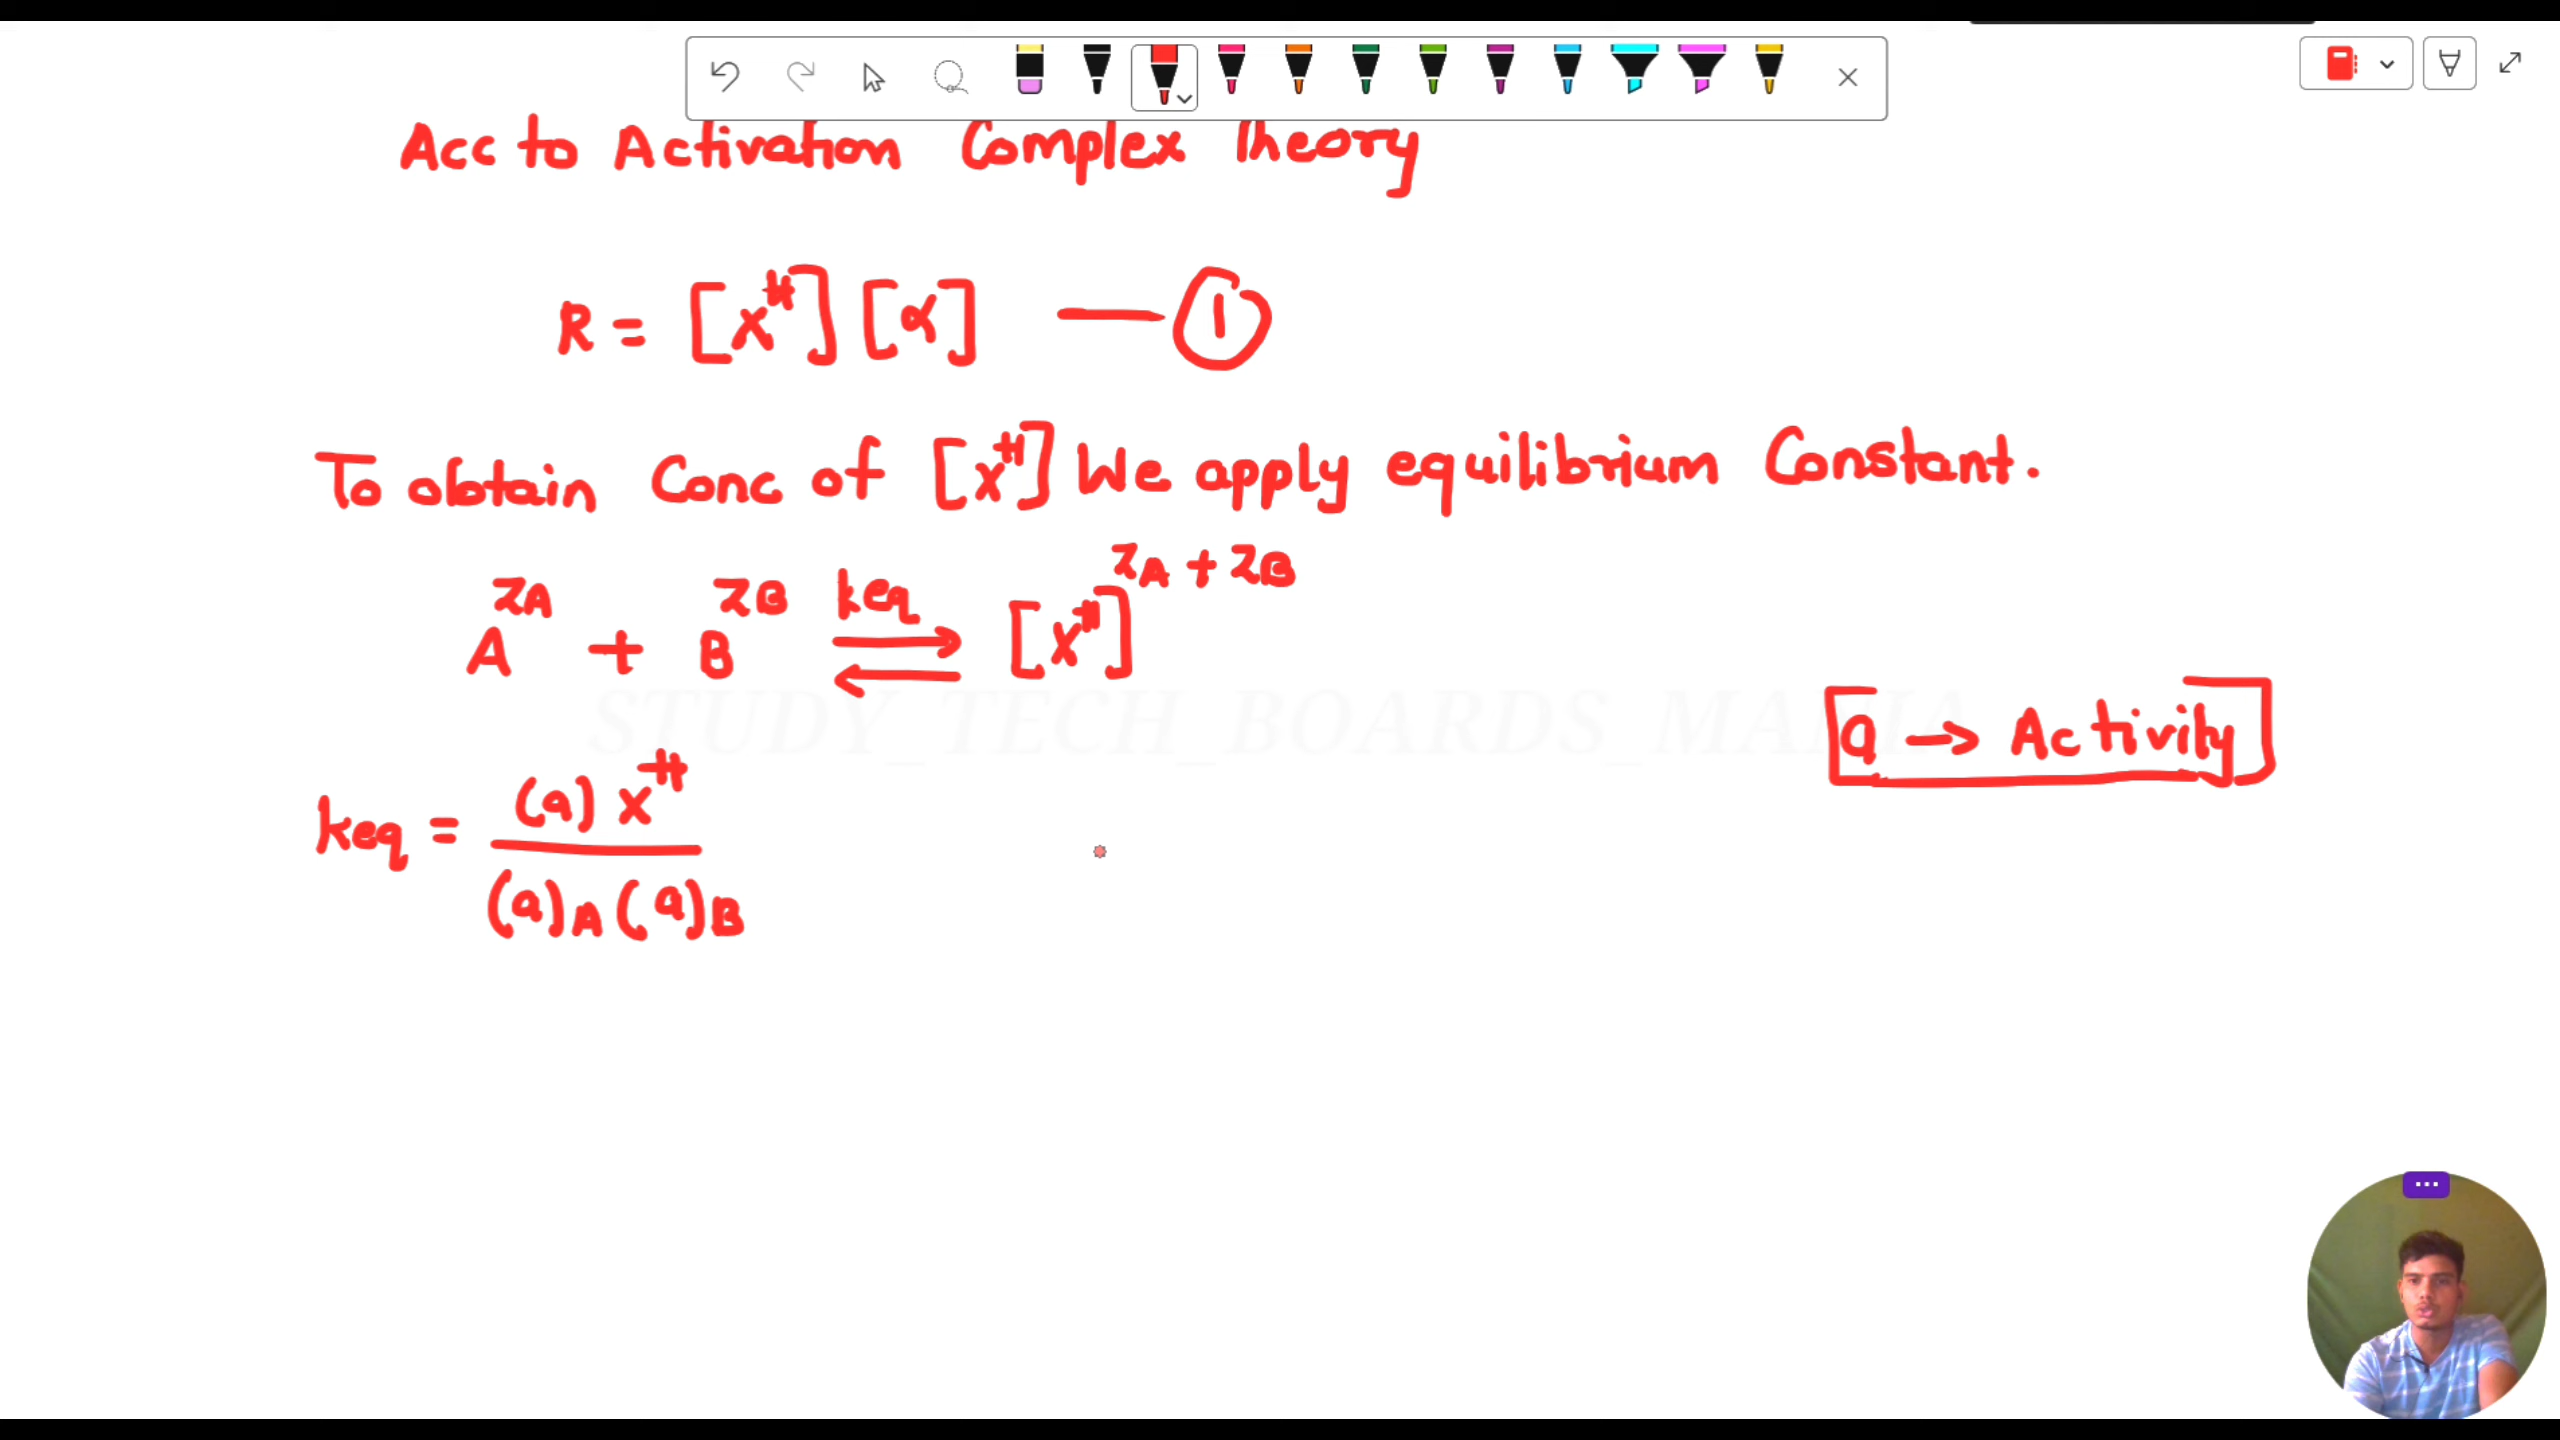 Acc to Activation Complex Theory
R = [x^#] [α] — ①
To obtain Conc of [x^#] We apply equilibrium Constant.
A^ZA + B^ZB ⇌ keq [x^#]^ZA + ZB
STUDY_TECH_BOARDS_MAFIA
[a → Activity]
keq = (a) x^# / (a)A (a)B